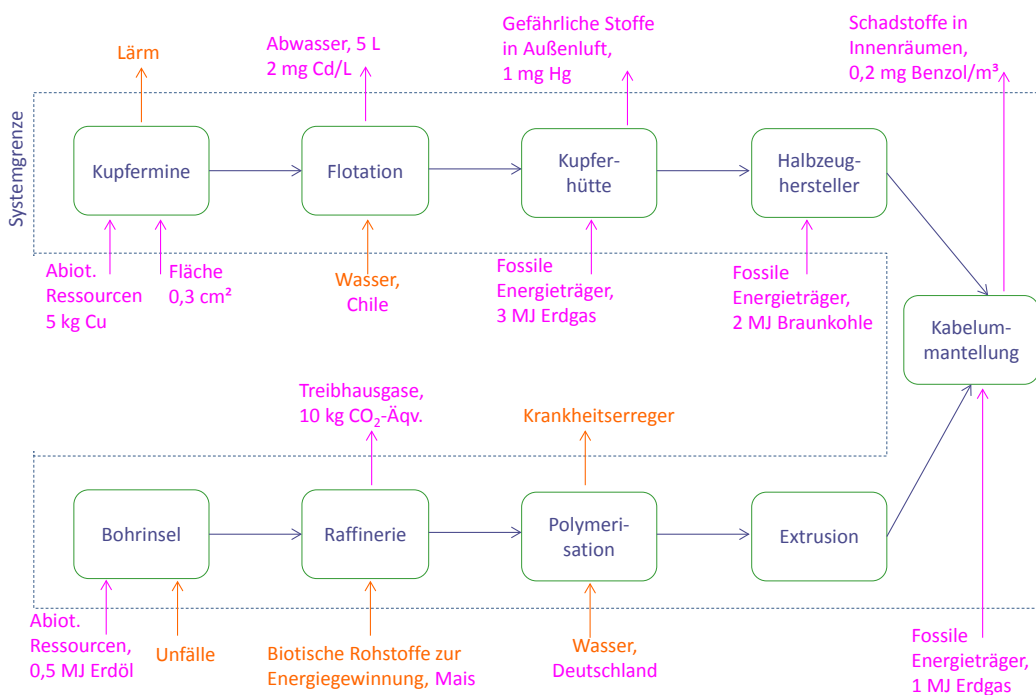 Lärm
Abwasser, 5 L
2 mg Cd/L
Gefährliche Stoffe
in Außenluft,
1 mg Hg
Schadstoffe in
Innenräumen,
0,2 mg Benzol/m³
Systemgrenze
Kupfermine
Flotation
Kupfer-
hütte
Halbzeug-
hersteller
Abiot.
Ressourcen
5 kg Cu
Fläche
0,3 cm²
Wasser,
Chile
Fossile
Energieträger,
3 MJ Erdgas
Fossile
Energieträger,
2 MJ Braunkohle
Kabelum-
mantellung
Treibhausgase,
10 kg CO₂-Äqv.
Krankheitserreger
Bohrinsel
Raffinerie
Polymeri-
sation
Extrusion
Abiot.
Ressourcen,
0,5 MJ Erdöl
Unfälle
Biotische Rohstoffe zur
Energiegewinnung, Mais
Wasser,
Deutschland
Fossile
Energieträger,
1 MJ Erdgas